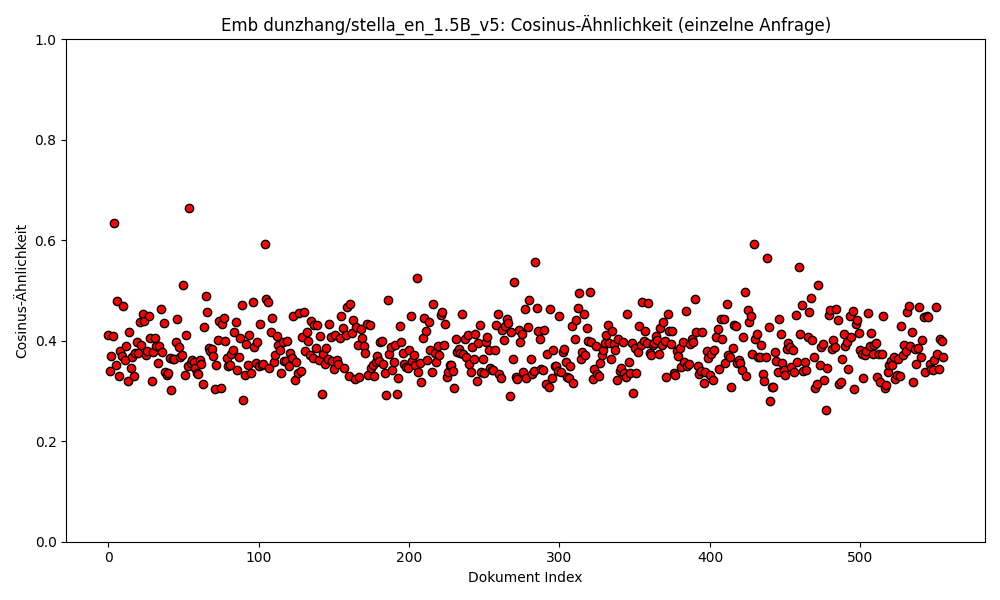 Emb dunzhang/stella_en_1.5B_v5: Cosinus-Ähnlichkeit (einzelne Anfrage)
1.0
0.8
0.6
0.4
0.2
0.0
Cosinus-Ähnlichkeit
0 100 200 300 400 500
Dokument Index